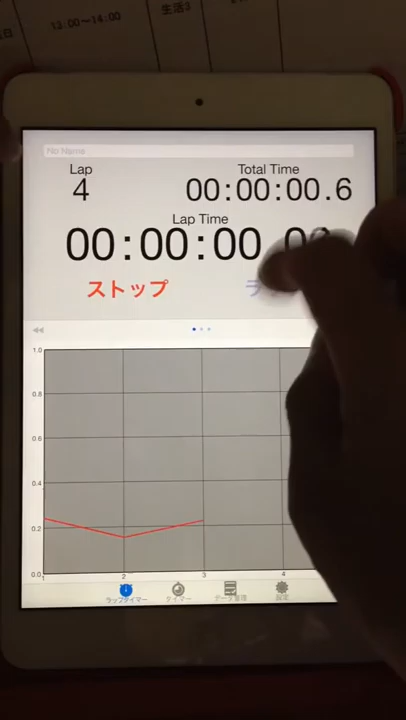 13:00~14:00
生活3
No Name
Lap
Total Time
4
00:00:00.6
Lap Time
00:00:00
ストップ
1.0
0.8
0.6
0.4
0.2
0.0
1
2
3
4
ラップタイマー
タイマー
データ管理
設定